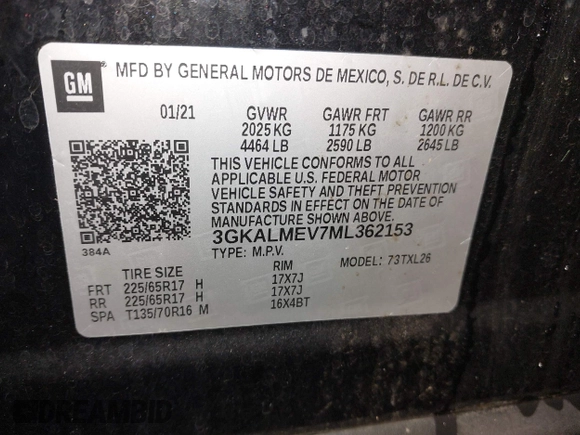 GM
MFD BY GENERAL MOTORS DE MEXICO, S. DE R.L. DE C.V.
01/21 GVWR GAWR FRT GAWR RR
2025 KG 1175 KG 1200 KG
4464 LB 2590 LB 2645 LB
THIS VEHICLE CONFORMS TO ALL
APPLICABLE U.S. FEDERAL MOTOR
VEHICLE SAFETY AND THEFT PREVENTION
STANDARDS IN EFFECT ON THE DATE OF
MANUFACTURE SHOWN ABOVE.
384A
3GKALMEV7ML362153
TYPE: M.P.V. MODEL: 73TXL26
TIRE SIZE RIM
FRT 225/65R17 H 17X7J
RR 225/65R17 H 17X7J
SPA T135/70R16 M 16X4BT
DREAMBID